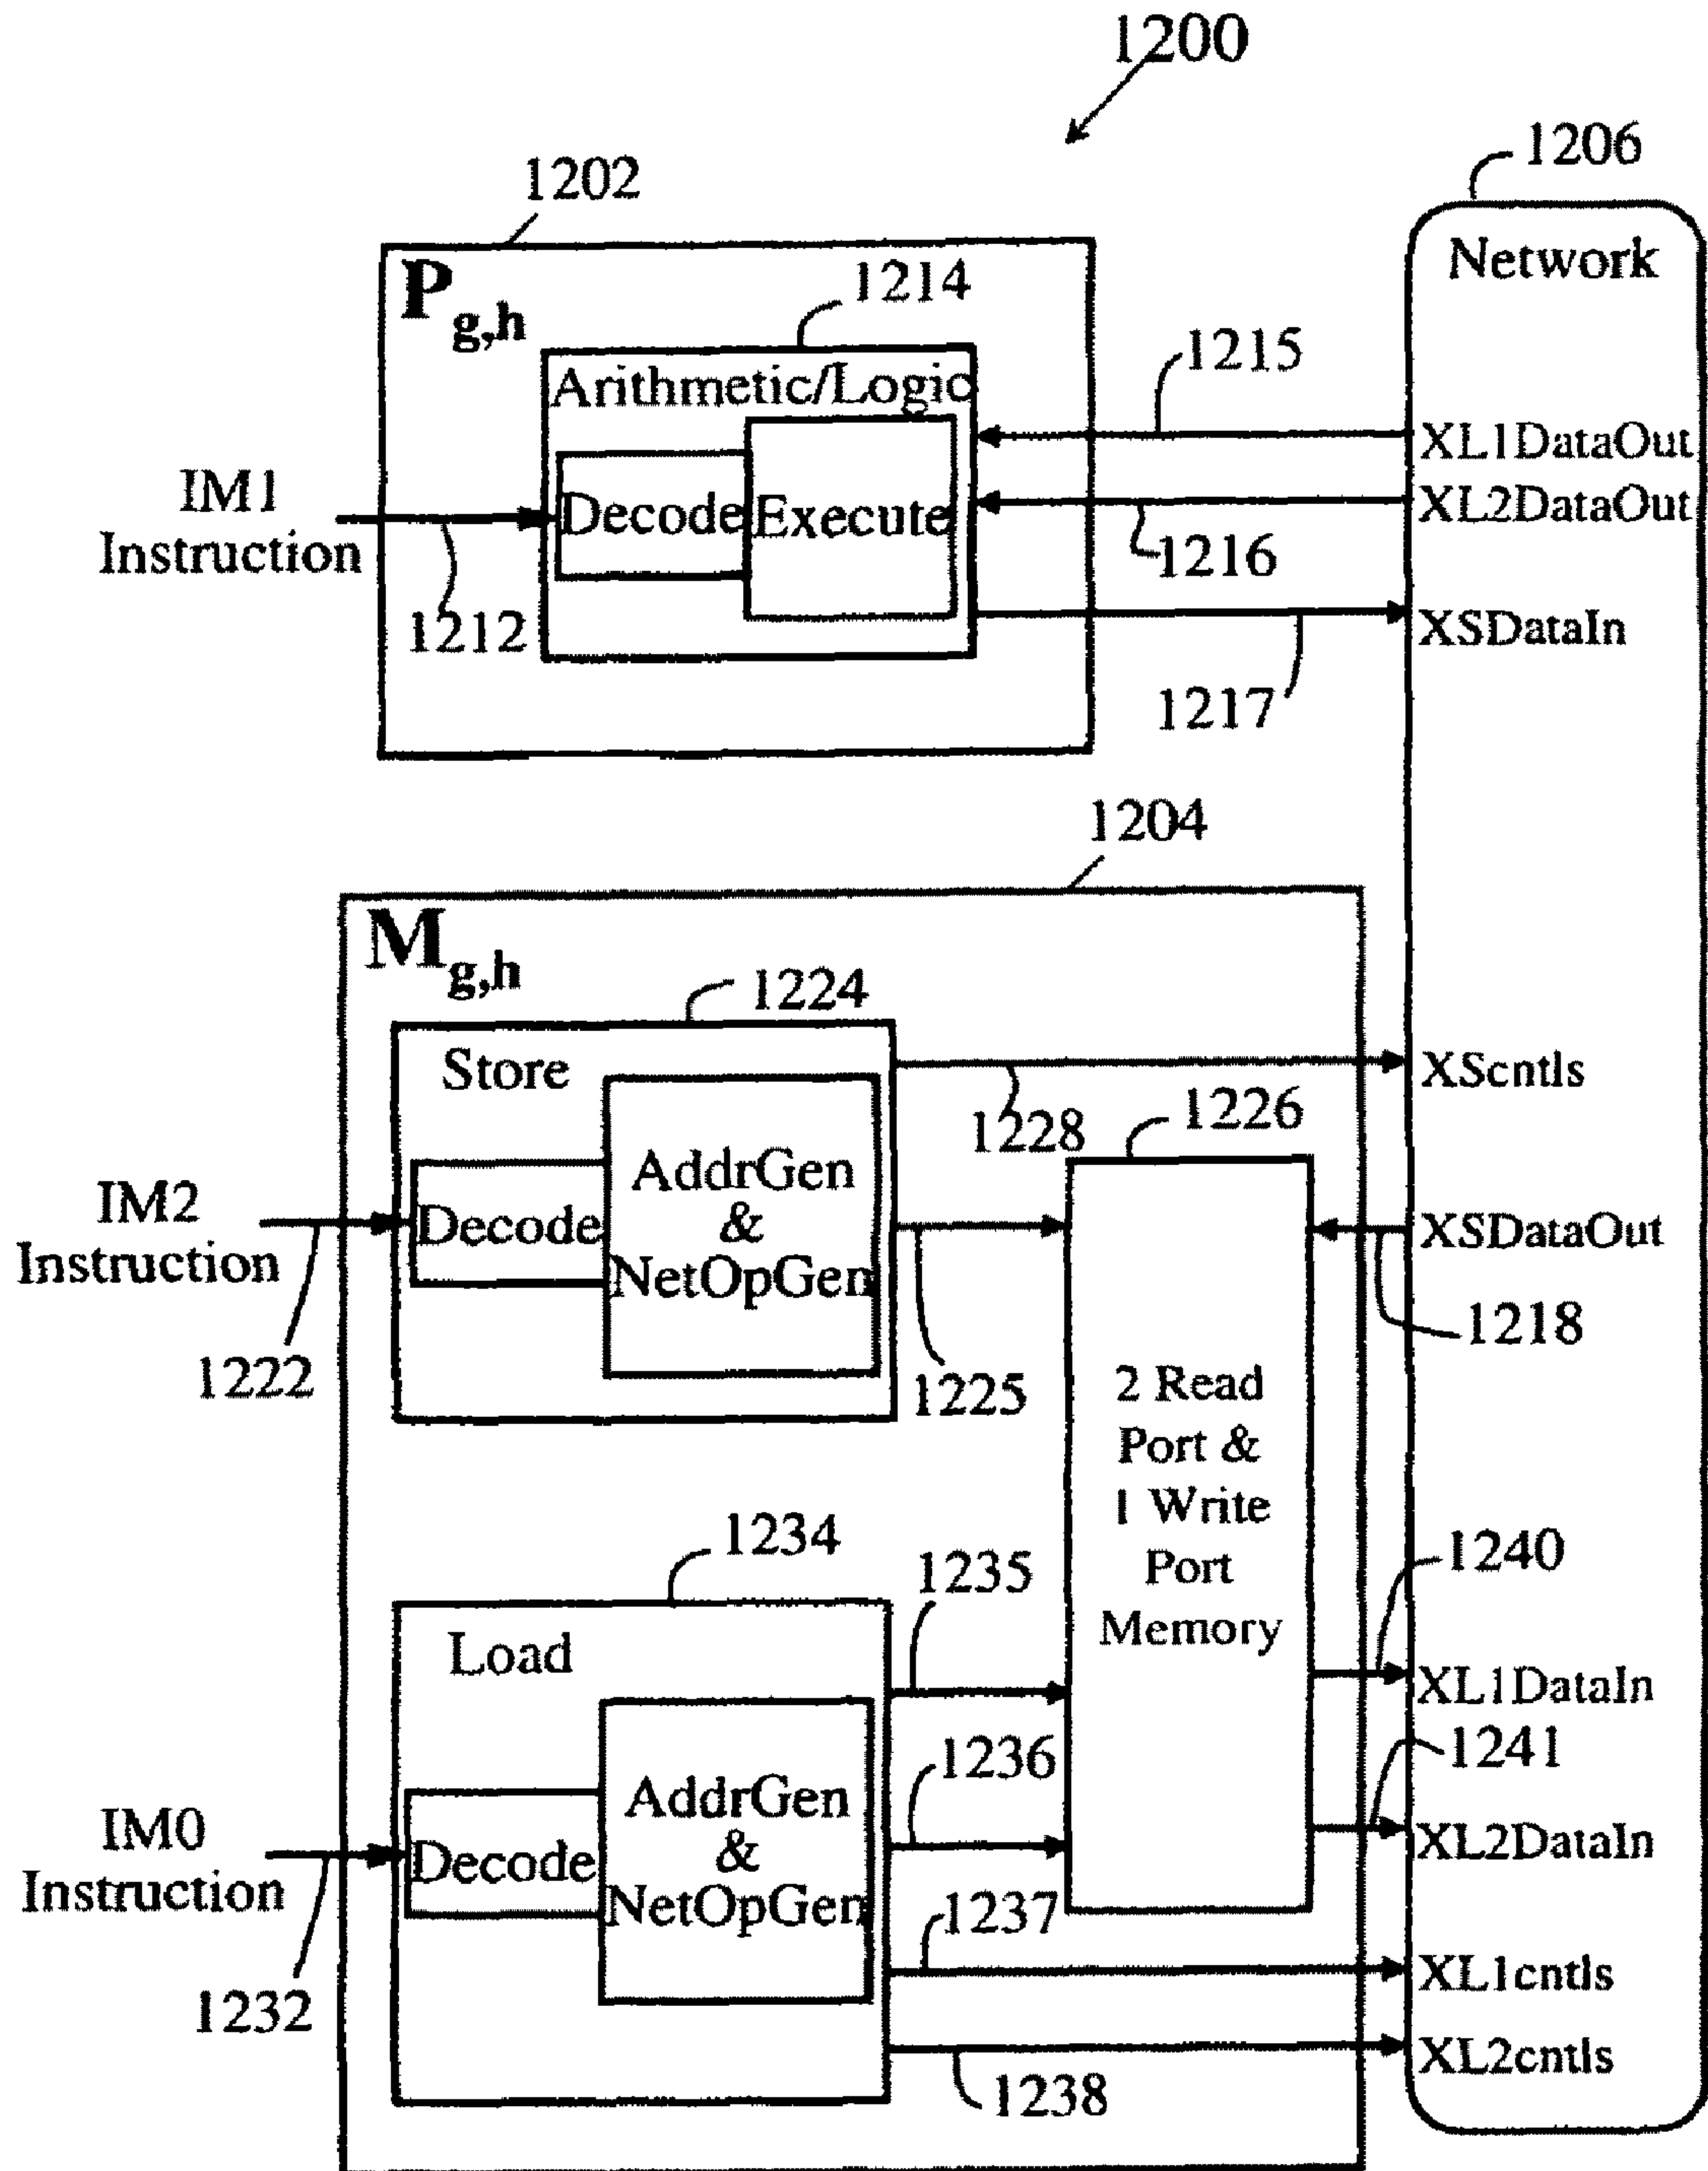 1200
1206
1202
Network
P g,h
1214
Arithmetic/Logic
1215
XL1DataOut
IM1
Instruction
Decode
Execute
XL2DataOut
1216
1212
XSDataIn
1217
1204
M g,h
1224
Store
XScntls
1228
1226
AddrGen
&
NetOpGen
IM2
Instruction
Decode
XSDataOut
1218
1222
1225
2 Read
Port &
1 Write
Port
Memory
1234
1235
1240
Load
XL1DataIn
1236
1241
AddrGen
&
NetOpGen
IM0
Instruction
Decode
XL2DataIn
1237
XL1cntls
1232
XL2cntls
1238